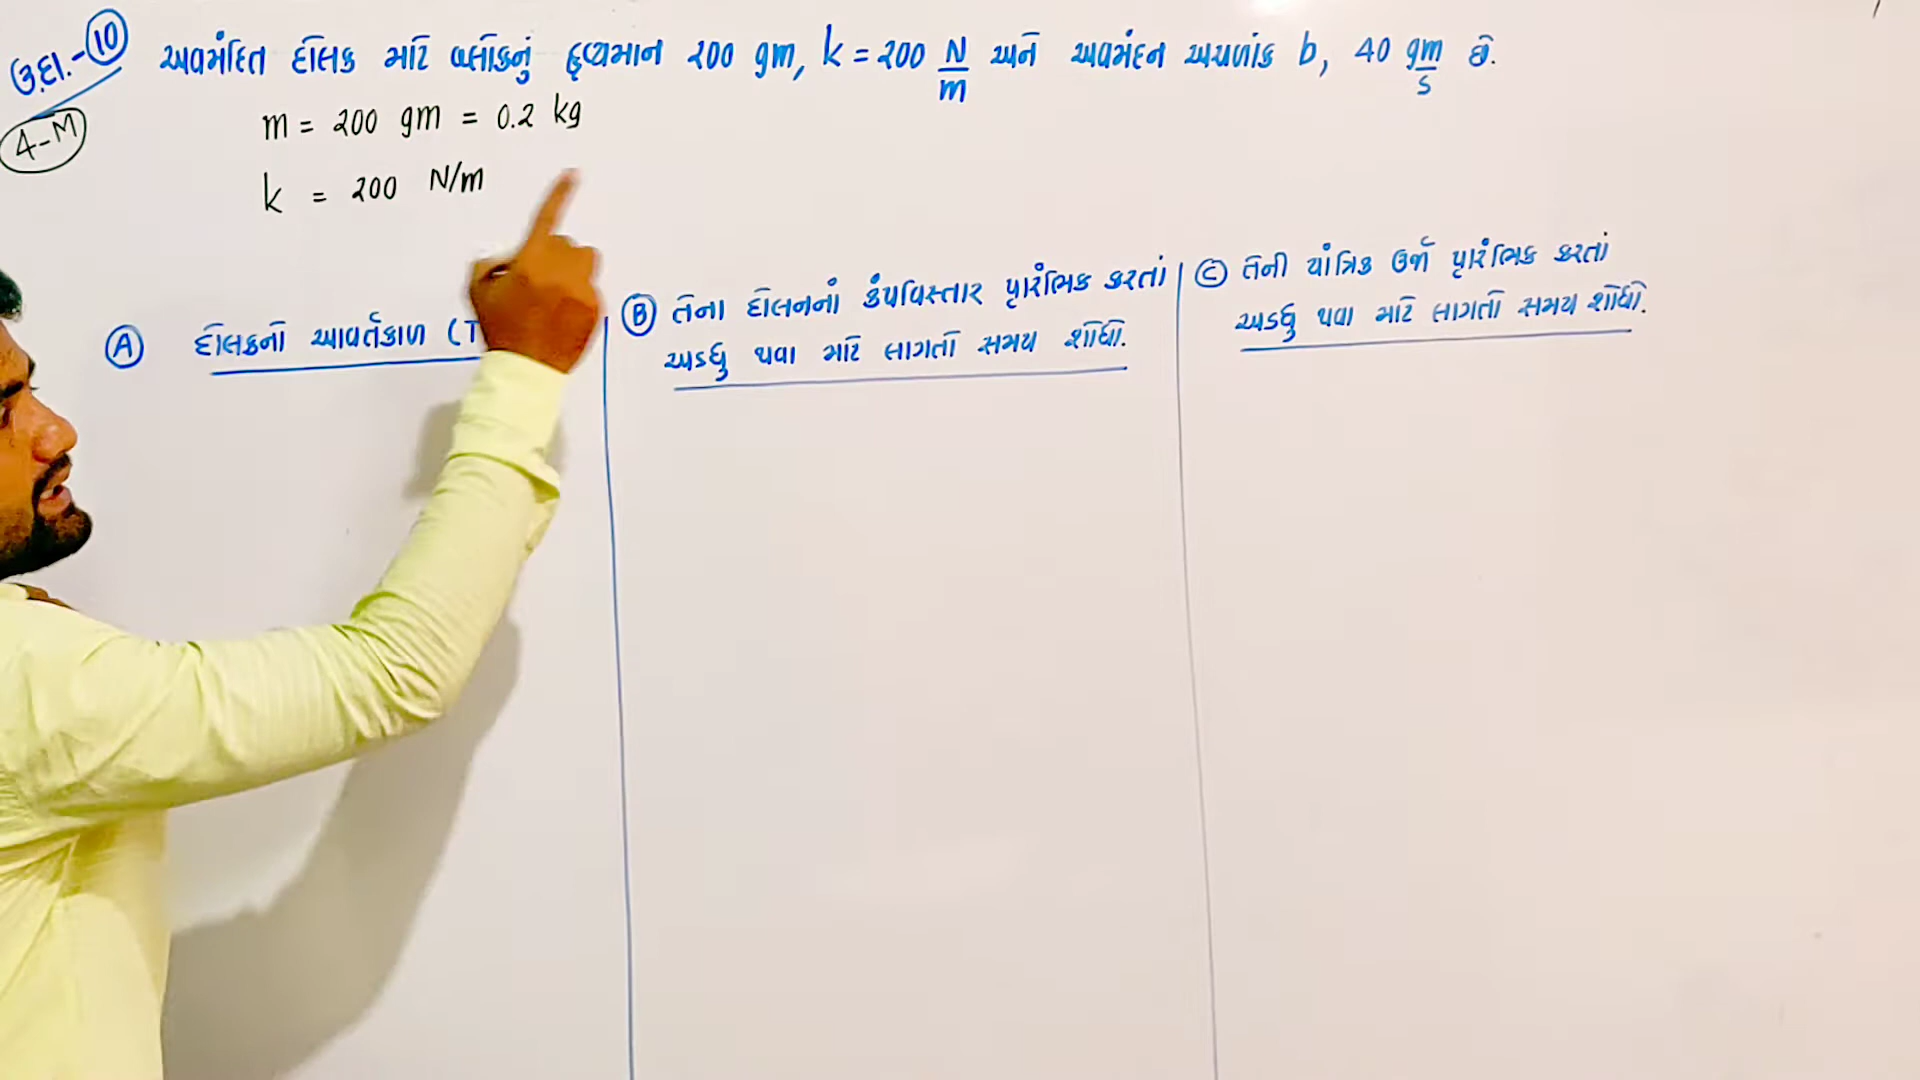 ઉદા.-10 અવમંદિત દોલક માટે બ્લોકનું દ્રવ્યમાન 200 gm, k = 200 N/m અને અવમંદન અચળાંક b, 40 gm/s છે.
4-M
m = 200 gm = 0.2 kg
k = 200 N/m
A દોલકનો આવર્તકાળ (T
B તેના દોલનનો કંપવિસ્તાર પ્રારંભિક કરતાં
અડધુ થવા માટે લાગતો સમય શોધો.
C તેની યાંત્રિક ઉર્જા પ્રારંભિક કરતાં
અડધુ થવા માટે લાગતો સમય શોધો.